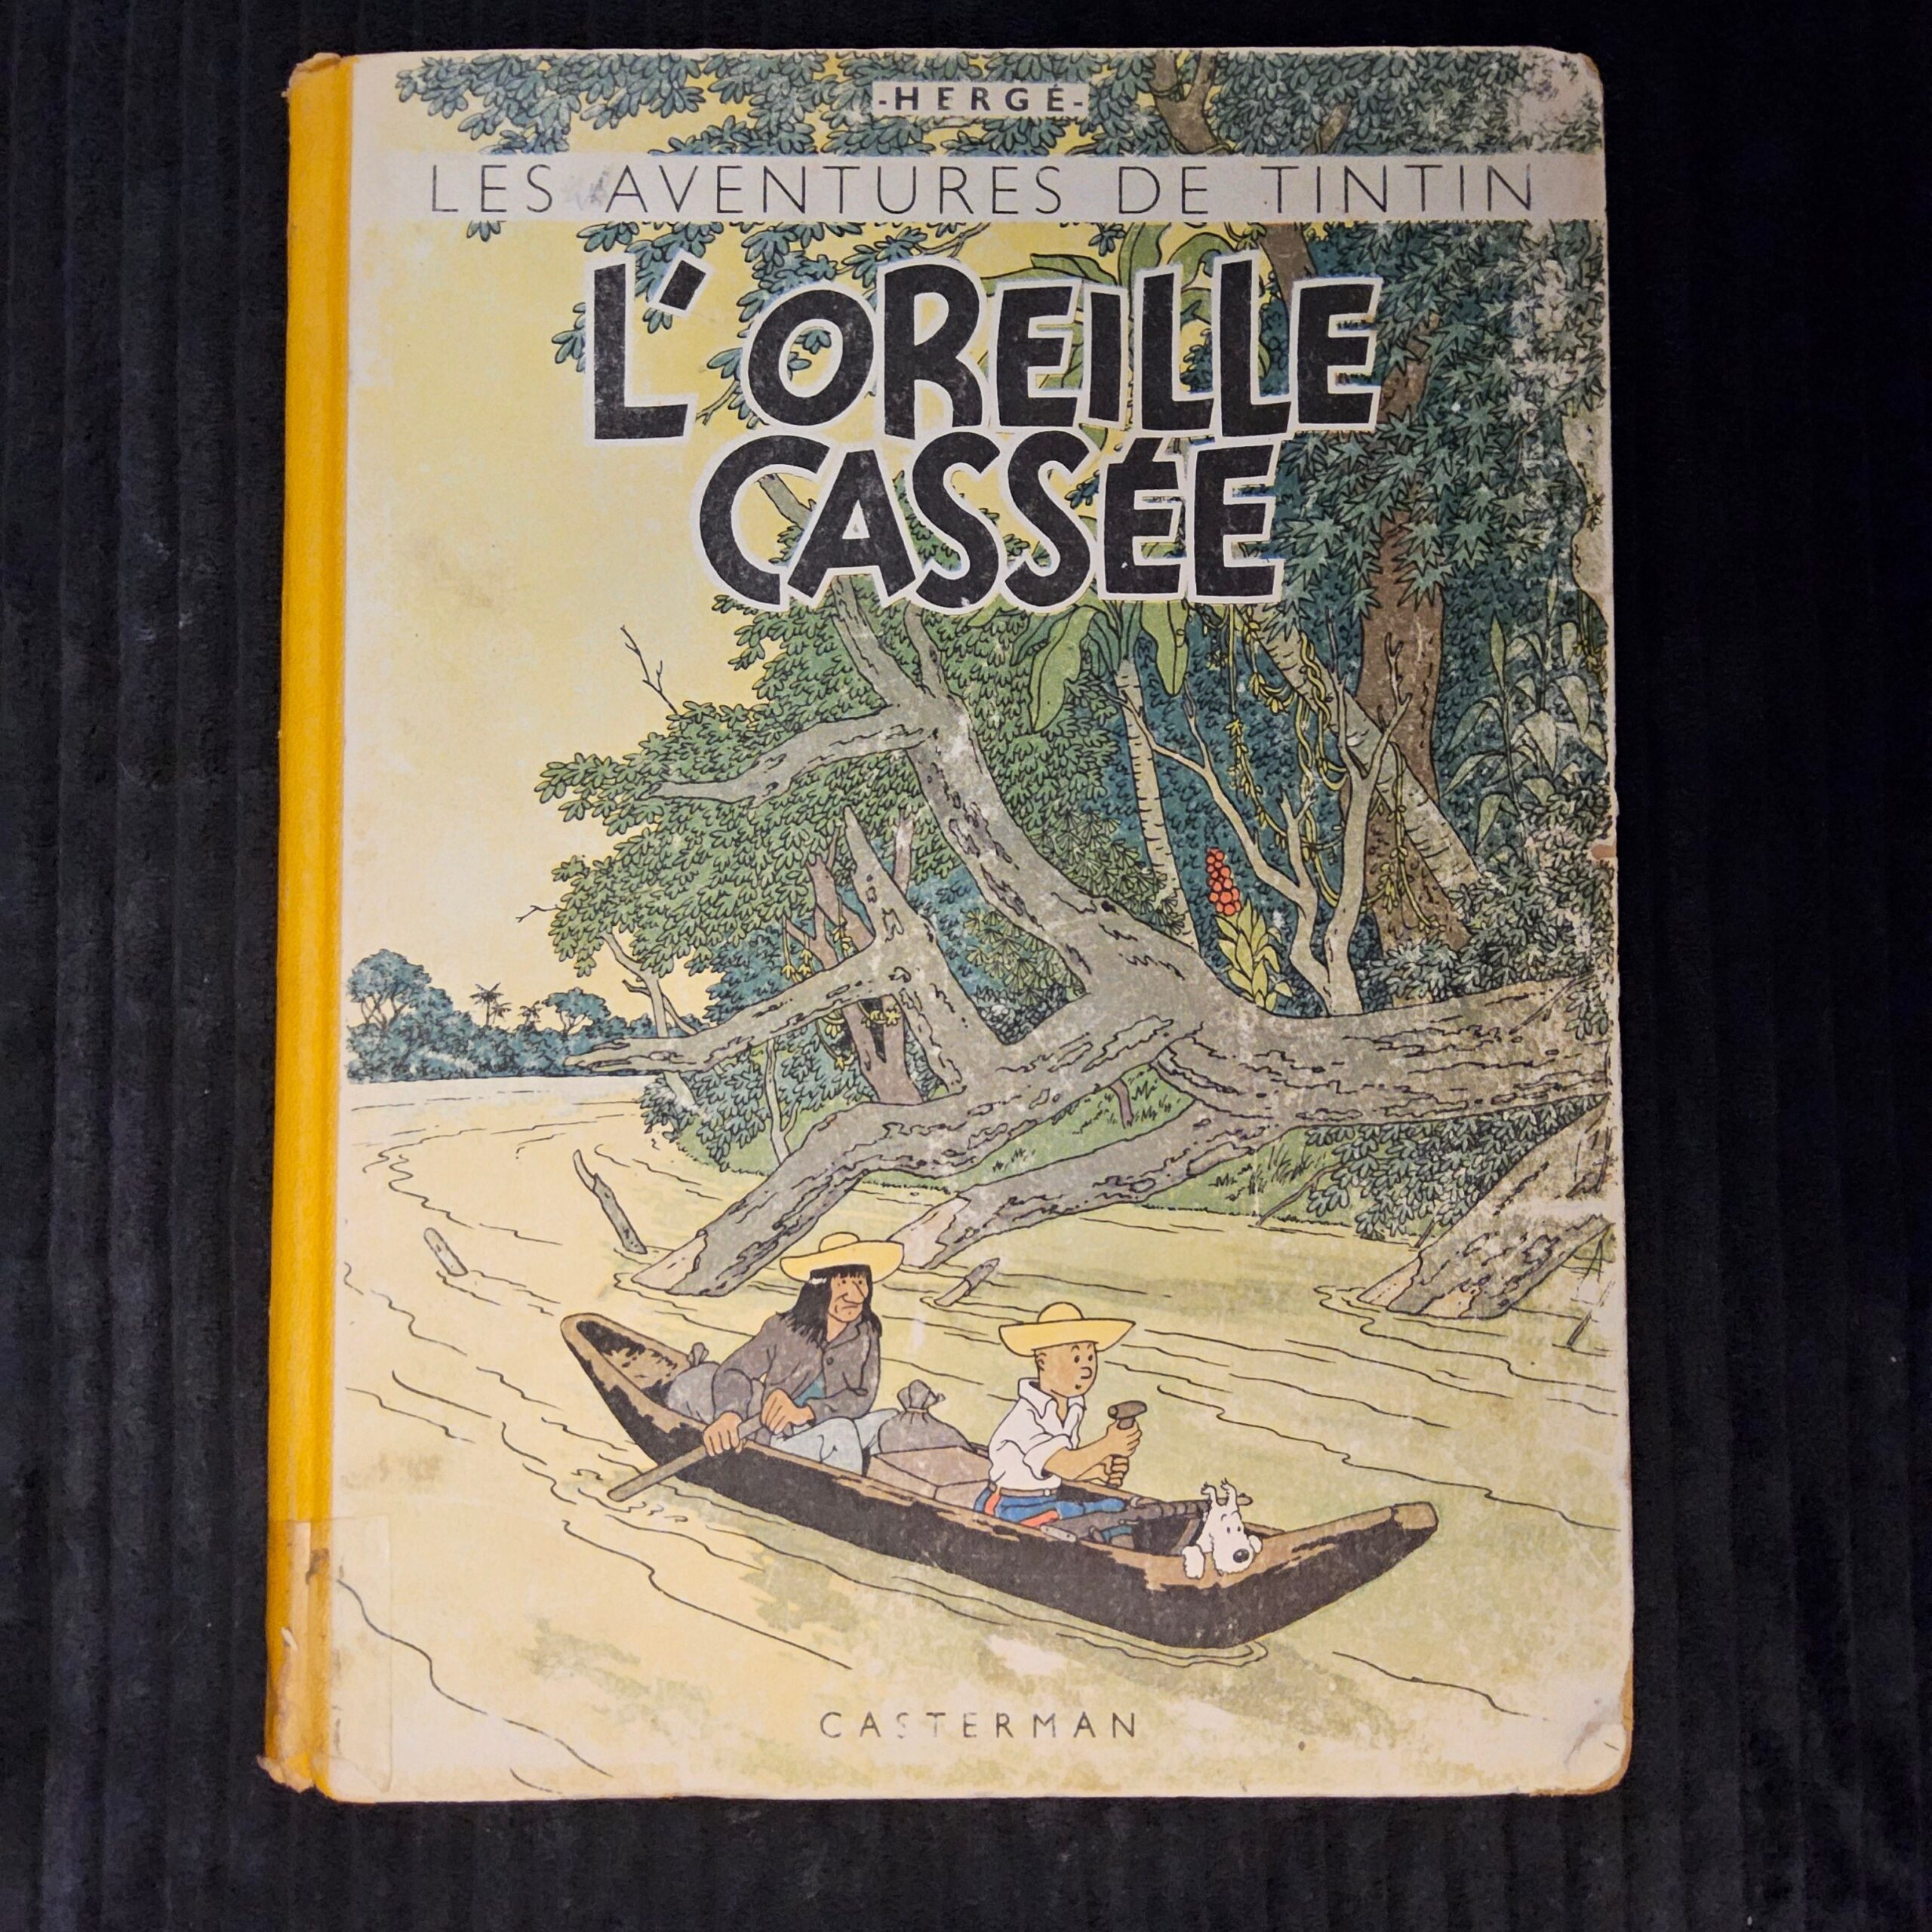 -HERGÉ-
LES AVENTURES DE TINTIN
L'OREILLE
CASSÉE
CASTERMAN